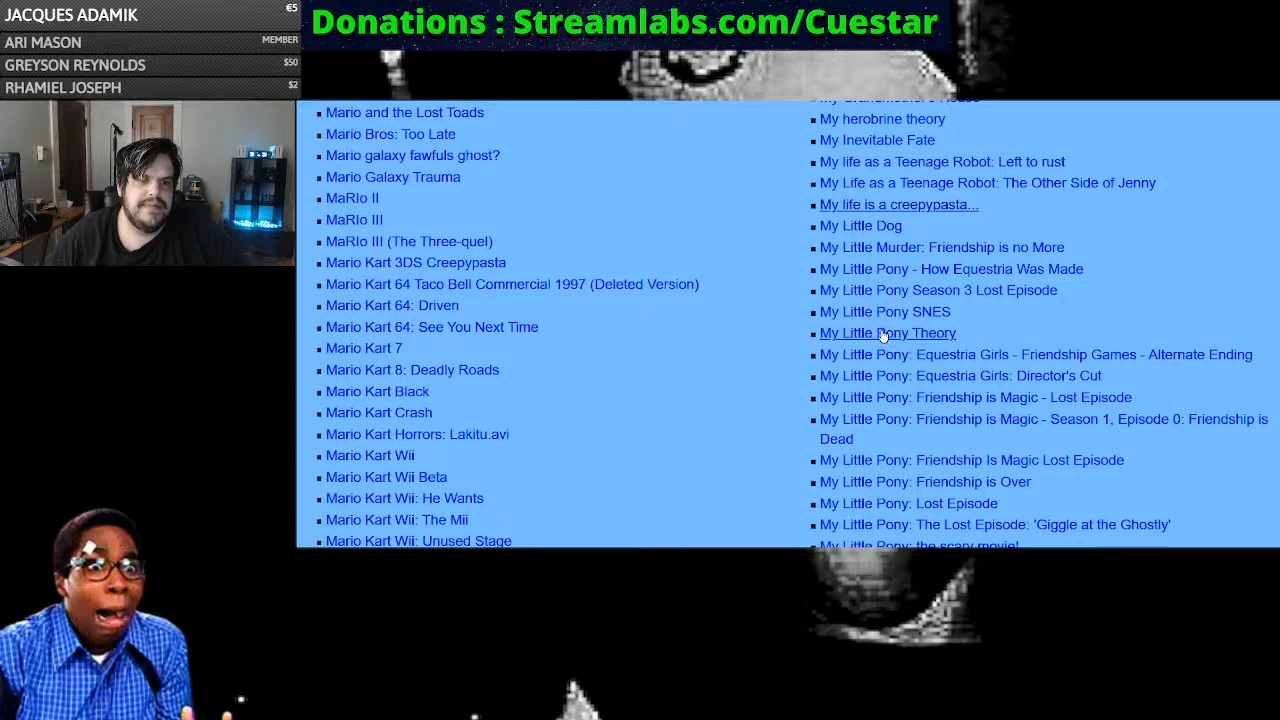 JACQUES ADAMIK €5
ARI MASON MEMBER
GREYSON REYNOLDS $50
RHAMIEL JOSEPH $2
Donations : Streamlabs.com/Cuestar
Mario and the Lost Toads
Mario Bros: Too Late
Mario galaxy fawfuls ghost?
Mario Galaxy Trauma
MaRIo II
MaRIo III
MaRIo III (The Three-quel)
Mario Kart 3DS Creepypasta
Mario Kart 64 Taco Bell Commercial 1997 (Deleted Version)
Mario Kart 64: Driven
Mario Kart 64: See You Next Time
Mario Kart 7
Mario Kart 8: Deadly Roads
Mario Kart Black
Mario Kart Crash
Mario Kart Horrors: Lakitu.avi
Mario Kart Wii
Mario Kart Wii Beta
Mario Kart Wii: He Wants
Mario Kart Wii: The Mii
Mario Kart Wii: Unused Stage
My Grandmother's House
My herobrine theory
My Inevitable Fate
My life as a Teenage Robot: Left to rust
My Life as a Teenage Robot: The Other Side of Jenny
My life is a creepypasta...
My Little Dog
My Little Murder: Friendship is no More
My Little Pony - How Equestria Was Made
My Little Pony Season 3 Lost Episode
My Little Pony SNES
My Little Pony Theory
My Little Pony: Equestria Girls - Friendship Games - Alternate Ending
My Little Pony: Equestria Girls: Director's Cut
My Little Pony: Friendship is Magic - Lost Episode
My Little Pony: Friendship is Magic - Season 1, Episode 0: Friendship is
Dead
My Little Pony: Friendship Is Magic Lost Episode
My Little Pony: Friendship is Over
My Little Pony: Lost Episode
My Little Pony: The Lost Episode: 'Giggle at the Ghostly'
My Little Pony: the scary movie!